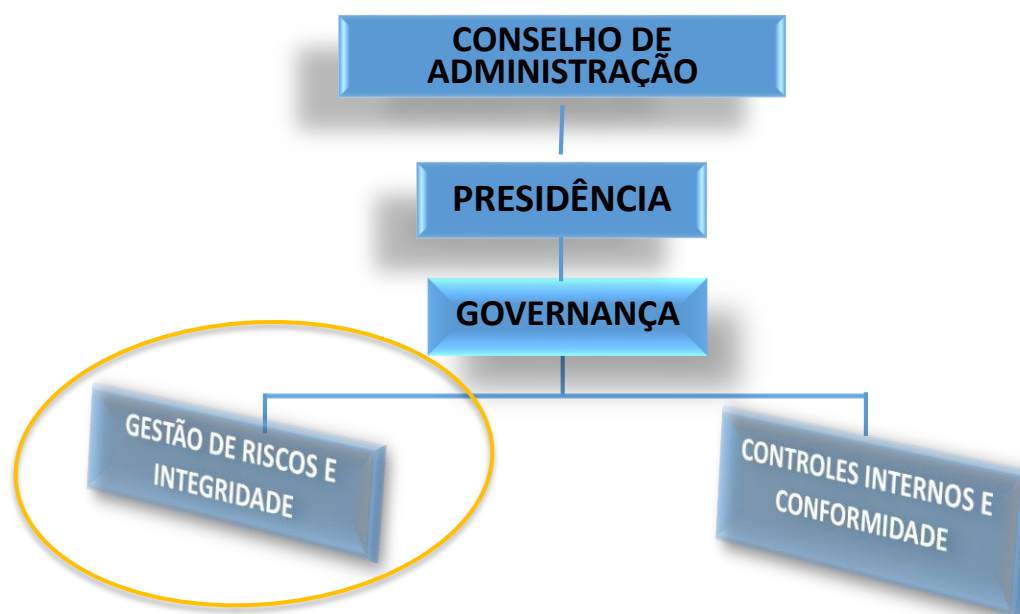 CONSELHO DE
ADMINISTRAÇÃO
PRESIDÊNCIA
GOVERNANÇA
GESTÃO DE RISCOS E
INTEGRIDADE
CONTROLES INTERNOS E
CONFORMIDADE